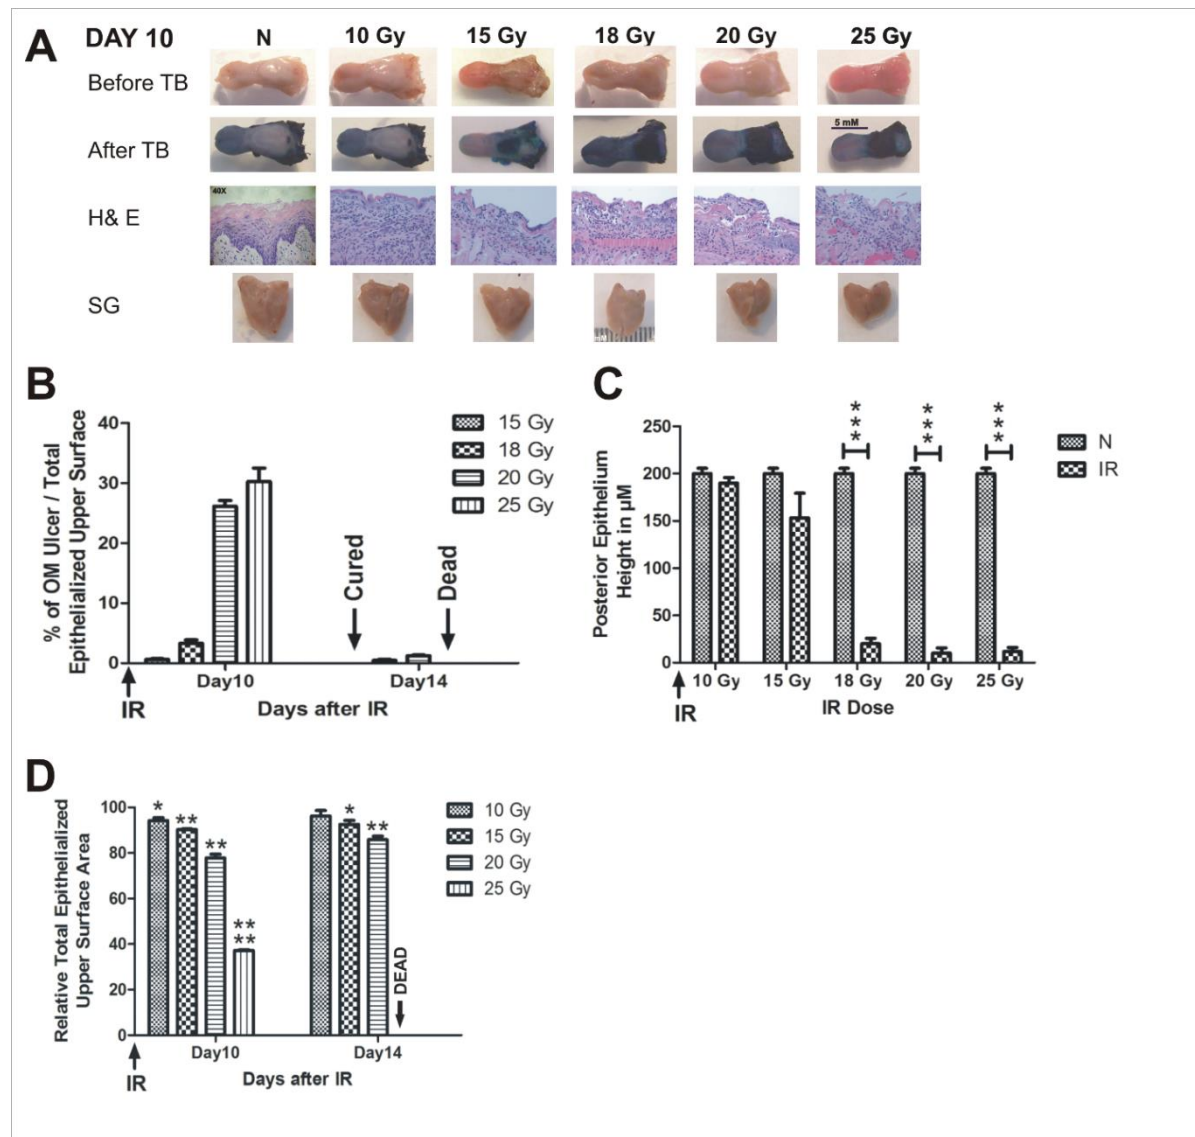 A DAY 10 N 10 Gy 15 Gy 18 Gy 20 Gy 25 Gy
Before TB
After TB
5 mM
H& E
40X
SG
B
% of OM Ulcer / Total
Epithelialized Upper Surface
40
30
20
10
0
15 Gy
18 Gy
20 Gy
25 Gy
Cured
Dead
Day10 Day14
IR
Days after IR
C
Posterior Epithelium
Height in µM
250
200
150
100
50
0
***
***
***
N
IR
10 Gy 15 Gy 18 Gy 20 Gy 25 Gy
IR
IR Dose
D
Relative Total Epithelialized
Upper Surface Area
100
80
60
40
20
0
*
**
**
**
**
*
**
10 Gy
15 Gy
20 Gy
25 Gy
DEAD
Day10 Day14
IR
Days after IR